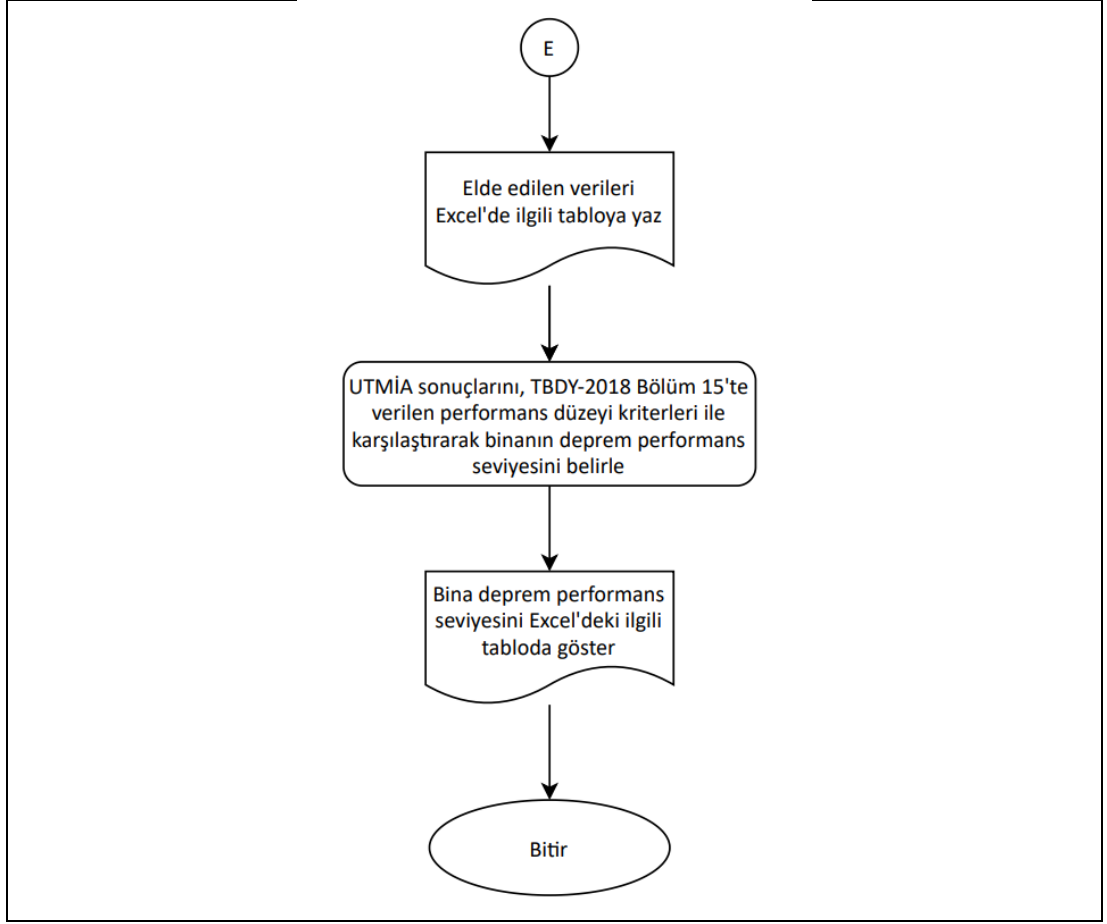 E
Elde edilen verileri
Excel'de ilgili tabloya yaz
UTMİA sonuçlarını, TBDY-2018 Bölüm 15'te
verilen performans düzeyi kriterleri ile
karşılaştırarak binanın deprem performans
seviyesini belirle
Bina deprem performans
seviyesini Excel'deki ilgili
tabloda göster
Bitir